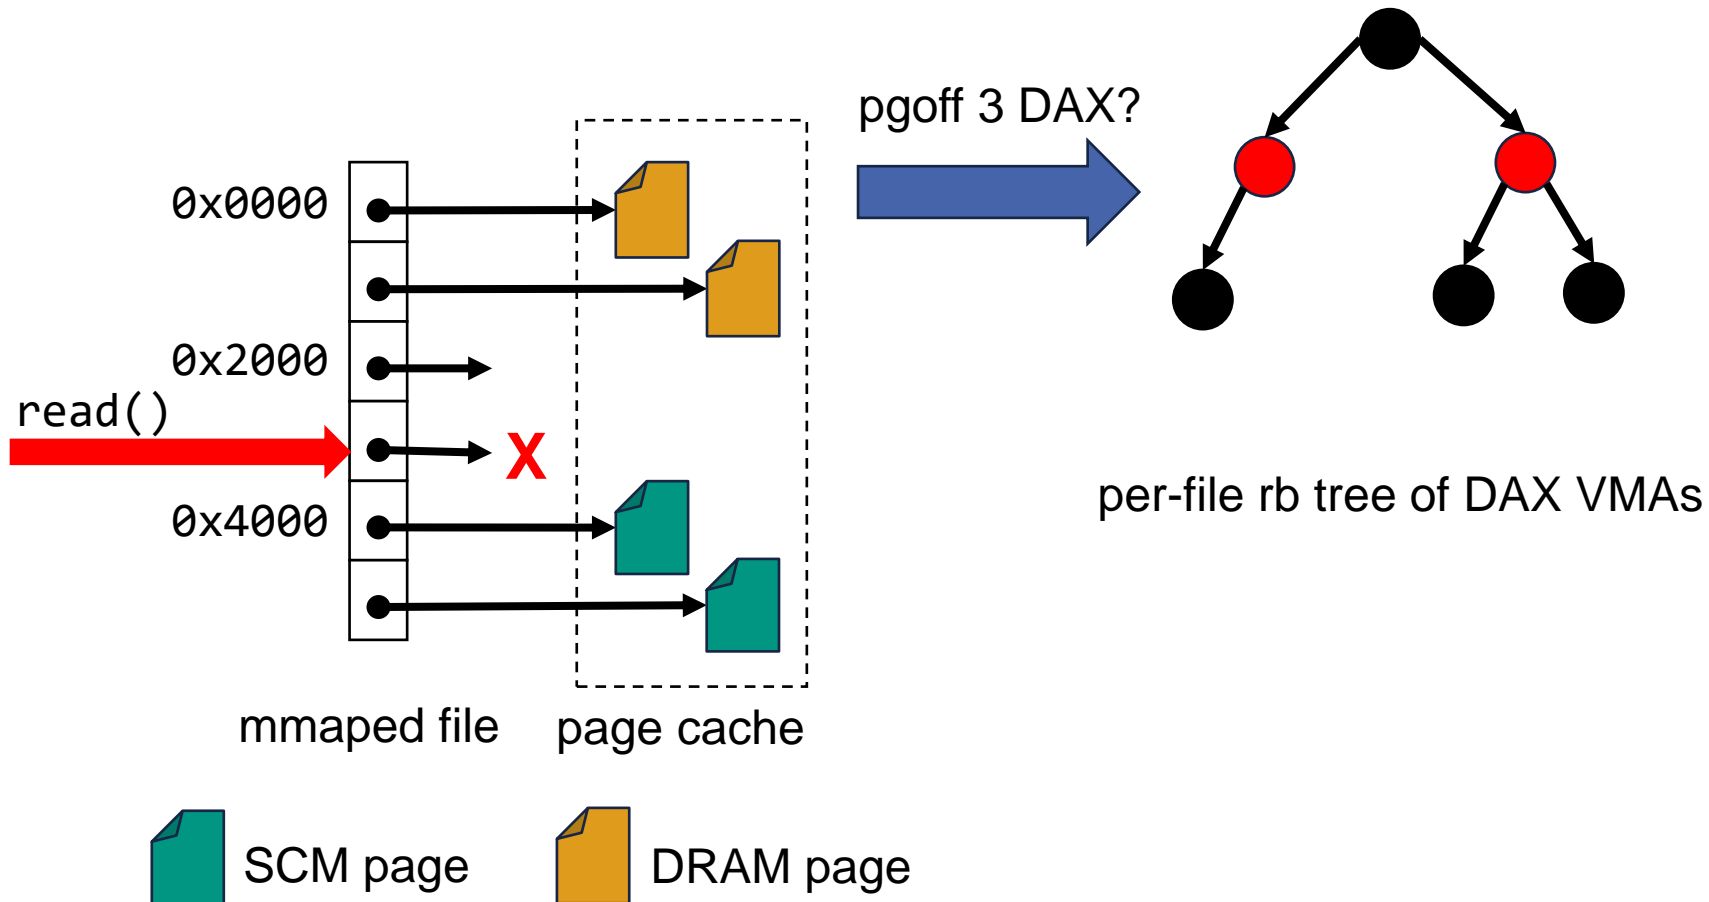 pgoff 3 DAX?
0x0000
0x2000
read()
X
0x4000
per-file rb tree of DAX VMAs
mmaped file
page cache
SCM page
DRAM page